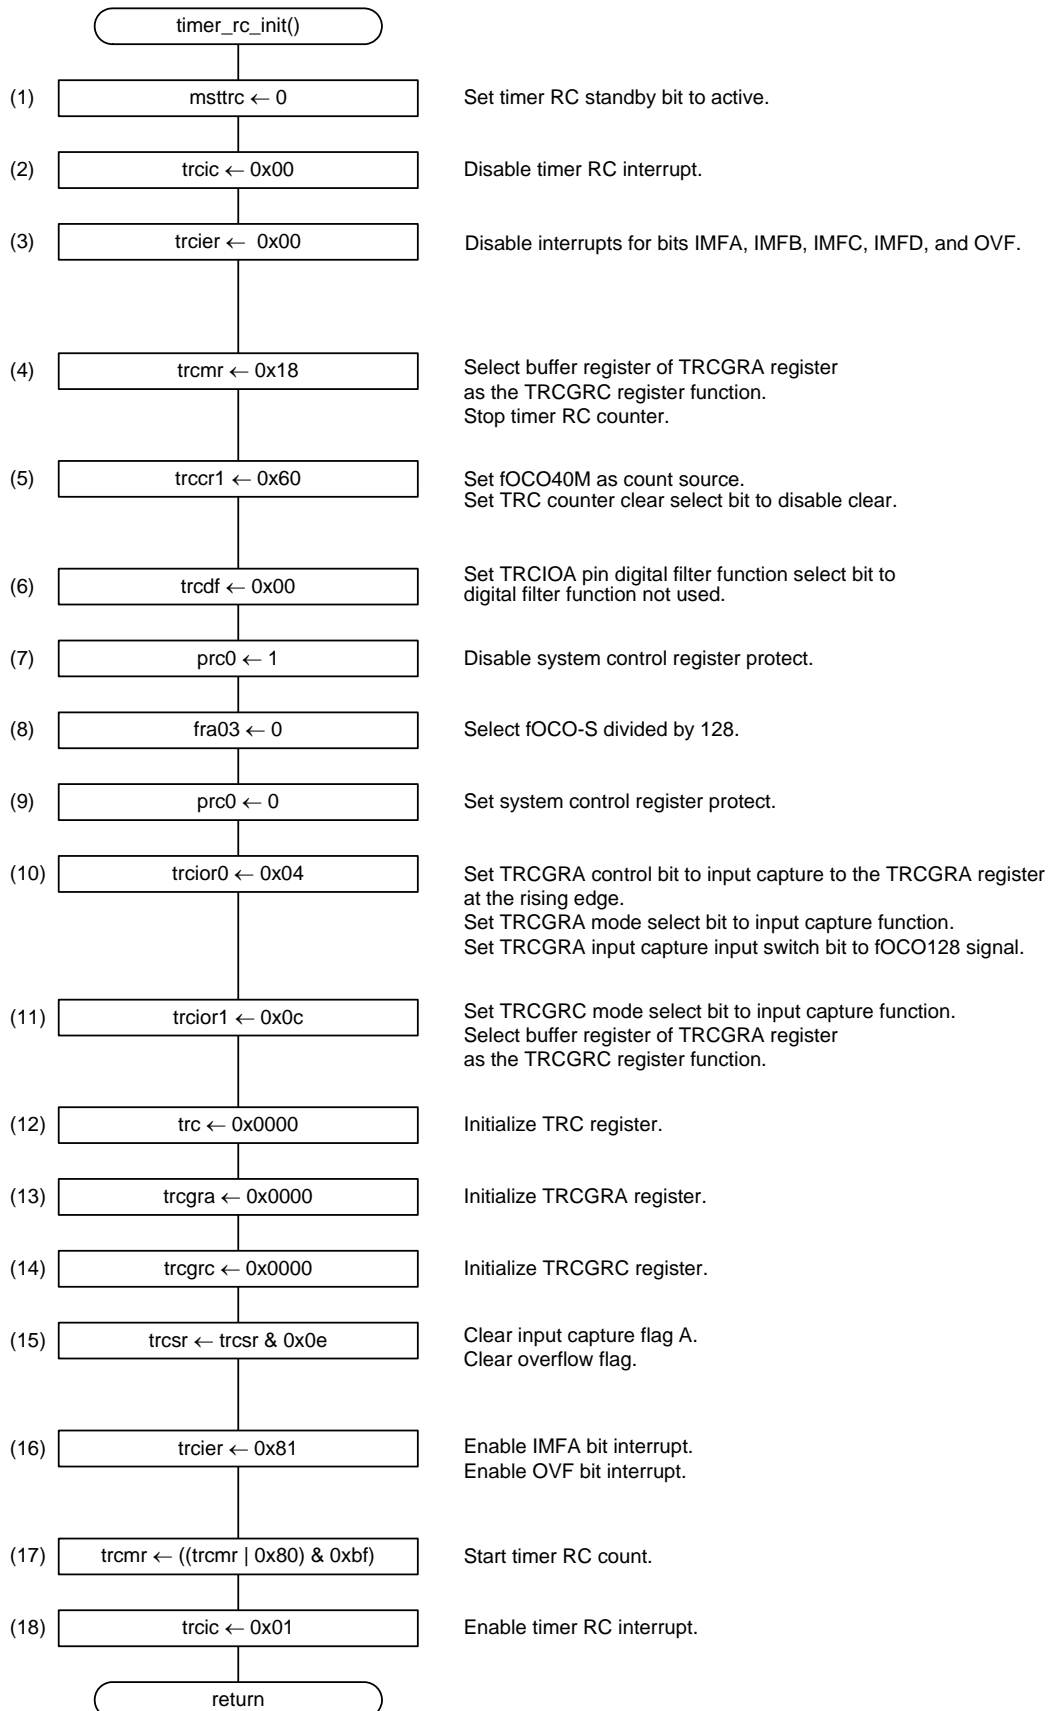 timer_rc_init()
(1) msttrc ← 0 Set timer RC standby bit to active.
(2) trcic ← 0x00 Disable timer RC interrupt.
(3) trcier ← 0x00 Disable interrupts for bits IMFA, IMFB, IMFC, IMFD, and OVF.
(4) trcmr ← 0x18 Select buffer register of TRCGRA register
as the TRCGRC register function.
Stop timer RC counter.
(5) trccr1 ← 0x60 Set fOCO40M as count source.
Set TRC counter clear select bit to disable clear.
(6) trcdf ← 0x00 Set TRCIOA pin digital filter function select bit to
digital filter function not used.
(7) prc0 ← 1 Disable system control register protect.
(8) fra03 ← 0 Select fOCO-S divided by 128.
(9) prc0 ← 0 Set system control register protect.
(10) trcior0 ← 0x04 Set TRCGRA control bit to input capture to the TRCGRA register
at the rising edge.
Set TRCGRA mode select bit to input capture function.
Set TRCGRA input capture input switch bit to fOCO128 signal.
(11) trcior1 ← 0x0c Set TRCGRC mode select bit to input capture function.
Select buffer register of TRCGRA register
as the TRCGRC register function.
(12) trc ← 0x0000 Initialize TRC register.
(13) trcgra ← 0x0000 Initialize TRCGRA register.
(14) trcgrc ← 0x0000 Initialize TRCGRC register.
(15) trcsr ← trcsr & 0x0e Clear input capture flag A.
Clear overflow flag.
(16) trcier ← 0x81 Enable IMFA bit interrupt.
Enable OVF bit interrupt.
(17) trcmr ← ((trcmr | 0x80) & 0xbf) Start timer RC count.
(18) trcic ← 0x01 Enable timer RC interrupt.
return